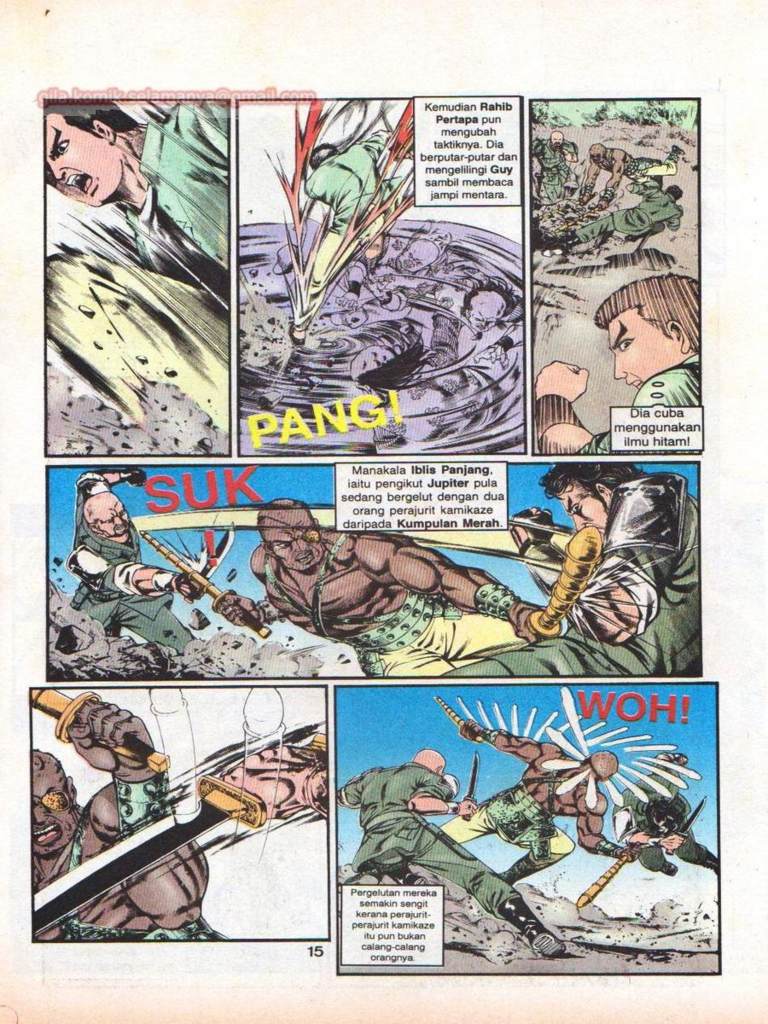 gila.komik.selamanya@gmail.com
Kemudian Rahib
Pertapa pun
mengubah
taktiknya. Dia
berputar-putar dan
mengelilingi Guy
sambil membaca
jampi mentara.
PANG!
Dia cuba
menggunakan
ilmu hitam!
SUK
!
Manakala Iblis Panjang,
iaitu pengikut Jupiter pula
sedang bergelut dengan dua
orang perajurit kamikaze
daripada Kumpulan Merah.
WOH!
Pergelutan mereka
semakin sengit
kerana perajurit-
perajurit kamikaze
itu pun bukan
calang-calang
orangnya.
15